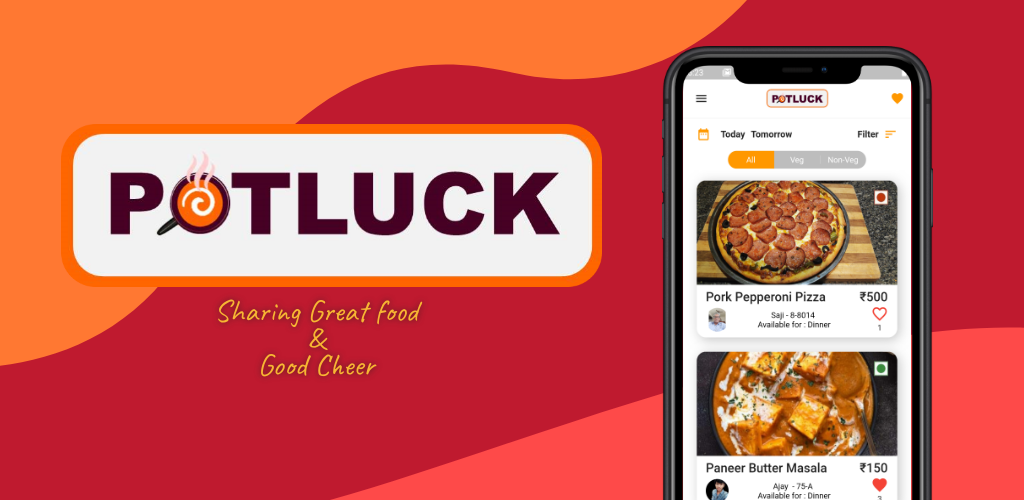 POTLUCK
Sharing Great food
&
Good Cheer
:23
POTLUCK
Today Tomorrow Filter
All Veg Non-Veg
Pork Pepperoni Pizza ₹500
Saji - 8-8014
Available for : Dinner
1
Paneer Butter Masala ₹150
Ajay - 75-A
Available for : Dinner